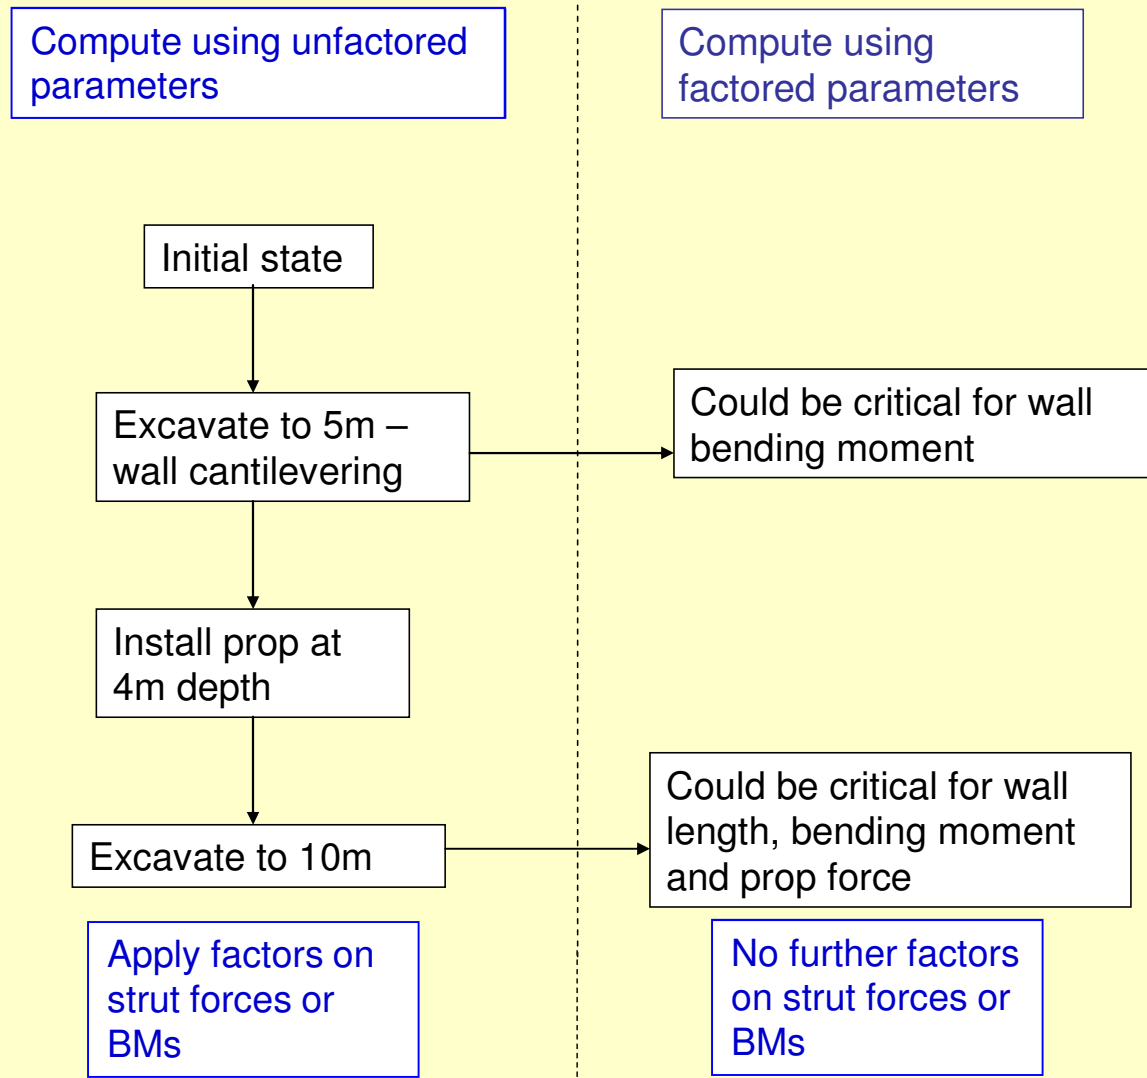 Compute using unfactored
parameters
Compute using
factored parameters
Initial state
Excavate to 5m –
wall cantilevering
Could be critical for wall
bending moment
Install prop at
4m depth
Excavate to 10m
Could be critical for wall
length, bending moment
and prop force
Apply factors on
strut forces or
BMs
No further factors
on strut forces or
BMs